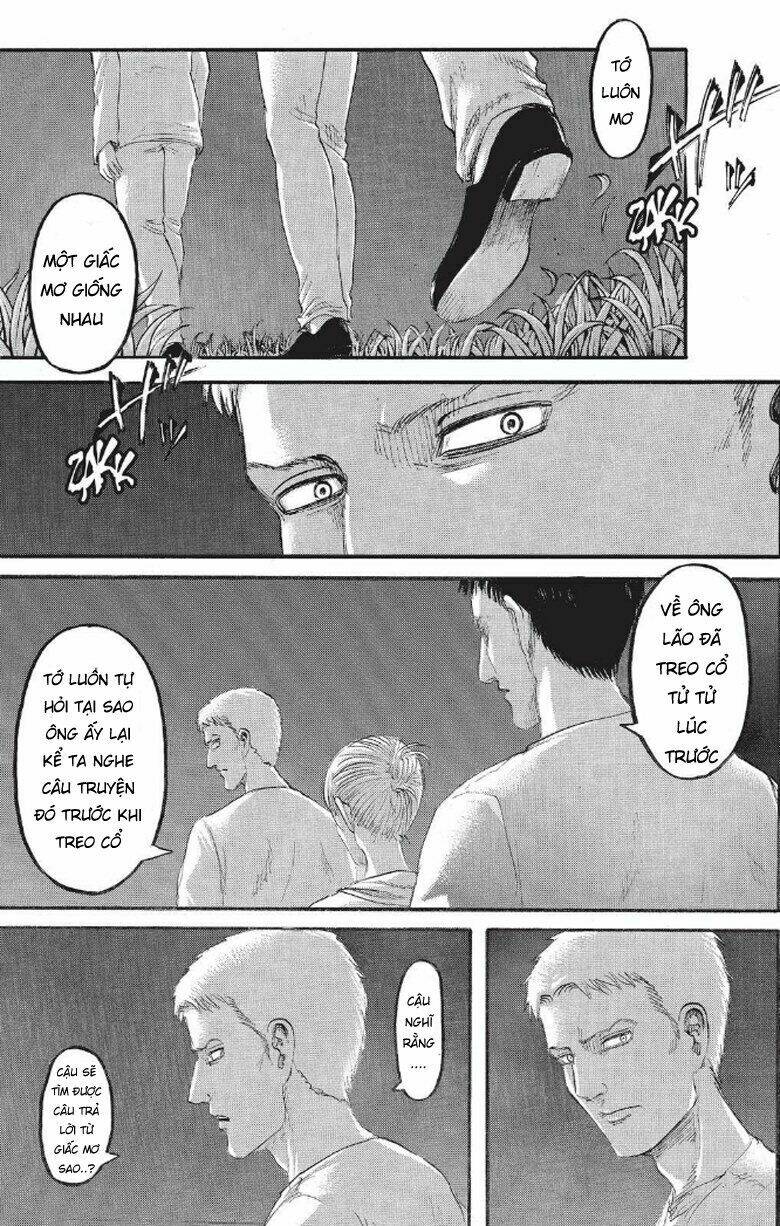 TỚ
LUÔN
MƠ
ZAKK
MỘT GIẤC
MƠ GIỐNG
NHAU
ZAKK
VỀ ÔNG
LÃO ĐÃ
TREO CỔ
TỬ TỬ
LÚC
TRƯỚC
TỚ LUÔN TỰ
HỎI TẠI SAO
ÔNG ẤY LẠI
KỂ TA NGHE
CÂU TRUYỆN
ĐÓ TRƯỚC KHI
TREO CỔ
CẬU
NGHĨ
RẰNG
....
CẬU SẼ
TÌM ĐƯỢC
CÂU TRẢ
LỜI TỪ
GIẤC MƠ
SAO..?